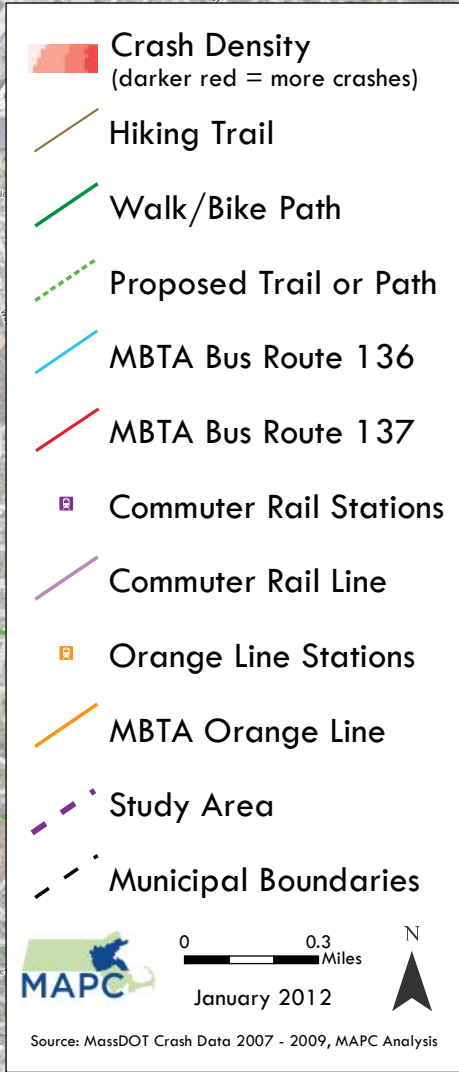 Crash Density
(darker red = more crashes)
Hiking Trail
Walk/Bike Path
Proposed Trail or Path
MBTA Bus Route 136
MBTA Bus Route 137
Commuter Rail Stations
Commuter Rail Line
Orange Line Stations
MBTA Orange Line
Study Area
Municipal Boundaries
MAPC
0 0.3
Miles
January 2012
N
Source: MassDOT Crash Data 2007 - 2009, MAPC Analysis